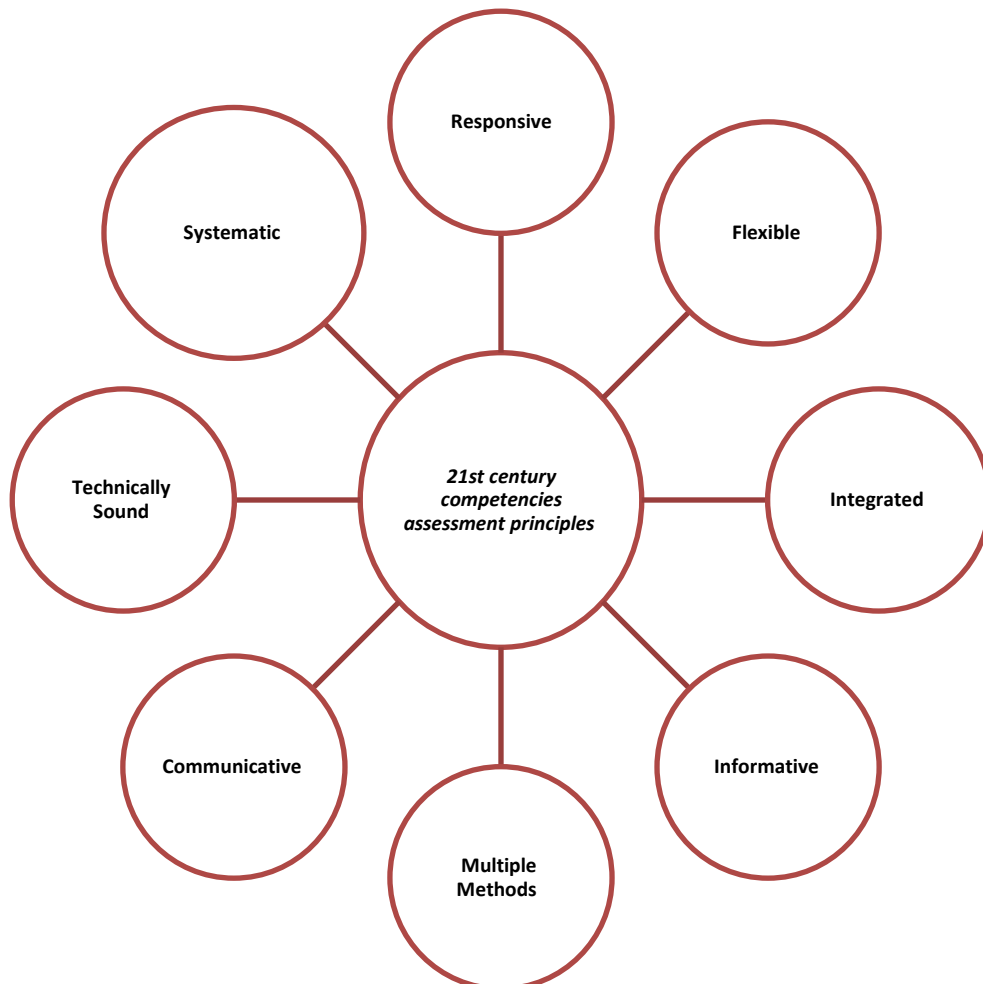 Responsive
Systematic
Flexible
21st century
competencies
assessment principles
Technically
Sound
Integrated
Communicative
Informative
Multiple
Methods